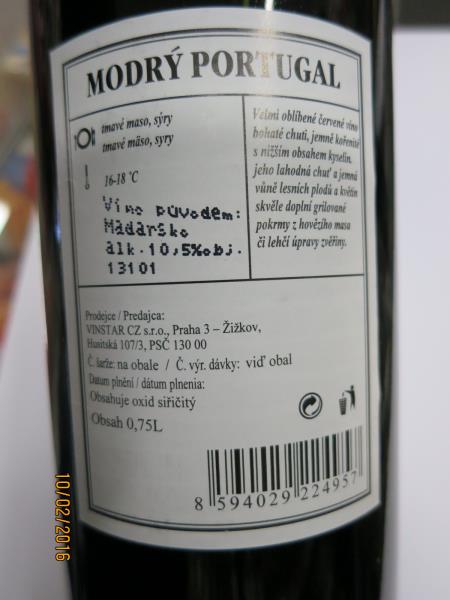 MODRÝ PORTUGAL
tmavé maso, sýry
tmavé mäso, syry
16-18 °C
Víno původem:
Maďarsko
alk. 10,5%obj.
13101
Velmi oblíbené červené víno
bohaté chuti, jemně kořenité
s nižším obsahem kyselin.
jeho lahodná chuť a jemná
vůně lesních plodů a květin
skvěle doplní grilované
pokrmy z hovězího masa
či lehčí úpravy zvěřiny.
Prodejce / Predajca:
VINSTAR CZ s.r.o., Praha 3 – Žižkov,
Husitská 107/3, PSČ 130 00
Č. šarže: na obale / Č. výr. dávky: viď obal
Datum plnění / dátum plnenia:
Obsahuje oxid siřičitý
Obsah 0,75L
8 594029 224957
10/02/2016